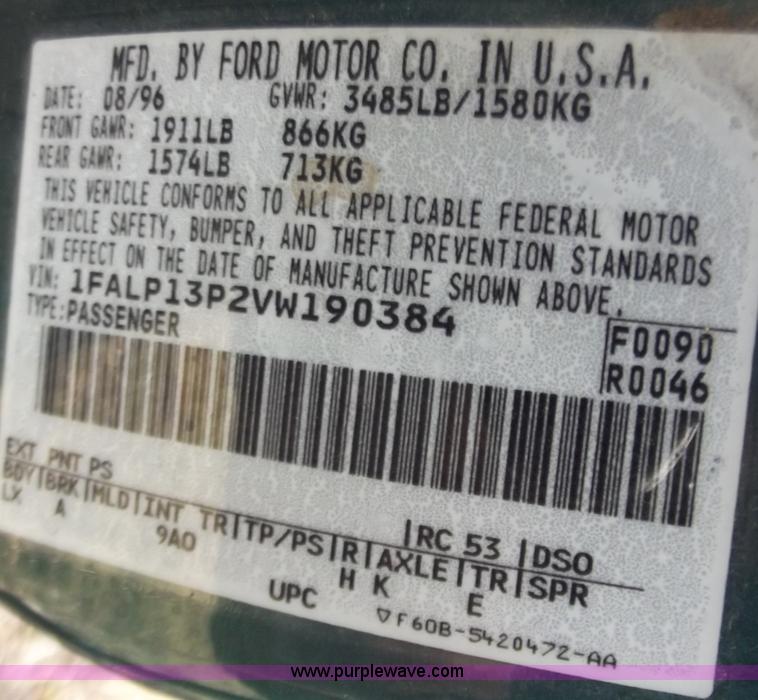 MFD. BY FORD MOTOR CO. IN U.S.A.
DATE: 08/96 GVWR: 3485LB/1580KG
FRONT GAWR: 1911LB 866KG
REAR GAWR: 1574LB 713KG
THIS VEHICLE CONFORMS TO ALL APPLICABLE FEDERAL MOTOR
VEHICLE SAFETY, BUMPER, AND THEFT PREVENTION STANDARDS
IN EFFECT ON THE DATE OF MANUFACTURE SHOWN ABOVE.
VIN: 1FALP13P2VW190384
TYPE: PASSENGER
F0090
R0046
EXT PNT PS
RC 53 DSO
BDY BRK MLD INT TR TP/PS R AXLE TR SPR
LX A 9AO H K E
UPC
▽F60B-5420472-AA
www.purplewave.com